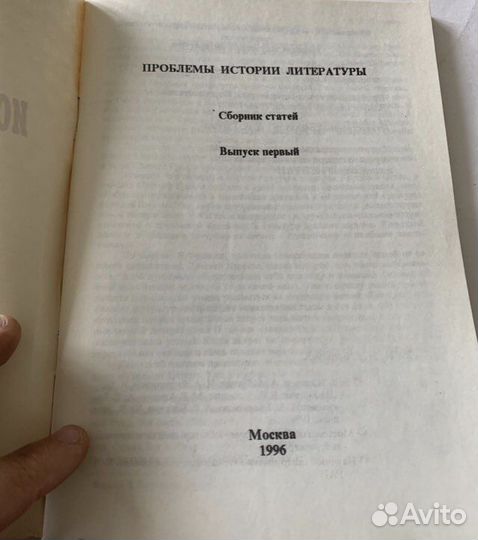 ПРОБЛЕМЫ ИСТОРИИ ЛИТЕРАТУРЫ
Сборник статей
Выпуск первый
Москва
1996
Avito